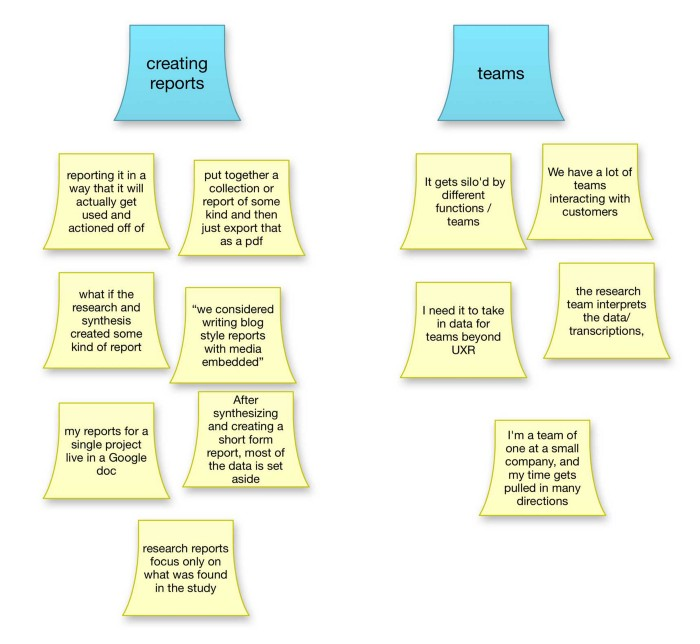 creating
reports
teams
reporting it in a
way that it will
actually get
used and
actioned off of
put together a
collection or
report of some
kind and then
just export that
as a pdf
what if the
research and
synthesis
created some
kind of report
“we considered
writing blog
style reports
with media
embedded”
my reports for a
single project
live in a Google
doc
After
synthesizing
and creating a
short form
report, most of
the data is set
aside
research reports
focus only on
what was found
in the study
It gets silo'd by
different
functions /
teams
We have a lot of
teams
interacting with
customers
I need it to take
in data for
teams beyond
UXR
the research
team interprets
the data/
transcriptions,
I'm a team of
one at a small
company, and
my time gets
pulled in many
directions